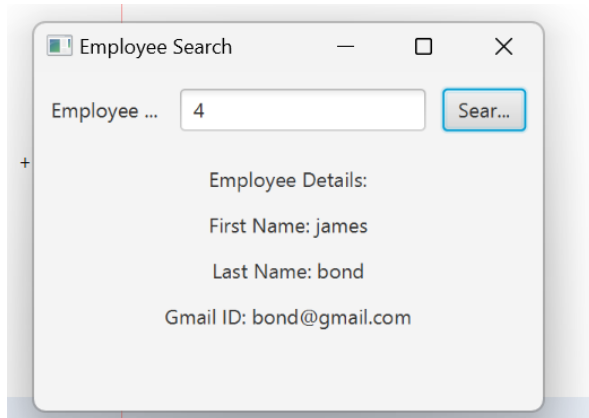 Employee Search
Employee ... 4 Sear...
+
Employee Details:
First Name: james
Last Name: bond
Gmail ID: bond@gmail.com